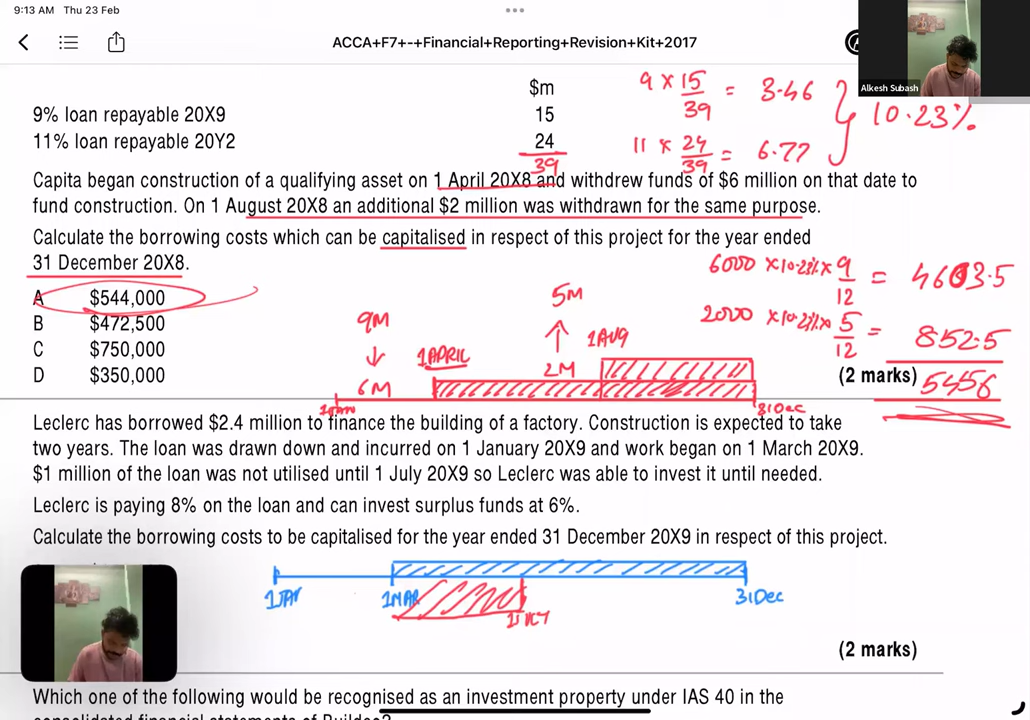 9:13 AM Thu 23 Feb
ACCA+F7+-+Financial+Reporting+Revision+Kit+2017
Alkesh Subash
$m
9% loan repayable 20X9 15
11% loan repayable 20Y2 24
39
9 × 15/39 = 3.46
11 × 24/39 = 6.77
10.23%
Capita began construction of a qualifying asset on 1 April 20X8 and withdrew funds of $6 million on that date to
fund construction. On 1 August 20X8 an additional $2 million was withdrawn for the same purpose.
Calculate the borrowing costs which can be capitalised in respect of this project for the year ended
31 December 20X8.
6000 × 10.23% × 9/12 = 4603.5
2000 × 10.23% × 5/12 = 852.5
5456
A $544,000
B $472,500
C $750,000
D $350,000
(2 marks)
9M
5M
1 APRIL
1 AUG
6M
2M
31 Dec
Leclerc has borrowed $2.4 million to finance the building of a factory. Construction is expected to take
two years. The loan was drawn down and incurred on 1 January 20X9 and work began on 1 March 20X9.
$1 million of the loan was not utilised until 1 July 20X9 so Leclerc was able to invest it until needed.
Leclerc is paying 8% on the loan and can invest surplus funds at 6%.
Calculate the borrowing costs to be capitalised for the year ended 31 December 20X9 in respect of this project.
1 JAN
1 MAR
31 Dec
(2 marks)
Which one of the following would be recognised as an investment property under IAS 40 in the